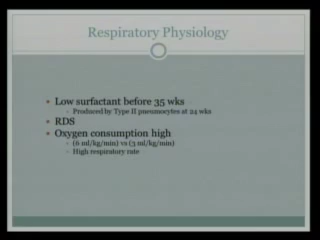 Respiratory Physiology
Low surfactant before 35 wks
Produced by Type II pneumocytes at 24 wks
RDS
Oxygen consumption high
(6 ml/kg/min) vs (3 ml/kg/min)
High respiratory rate